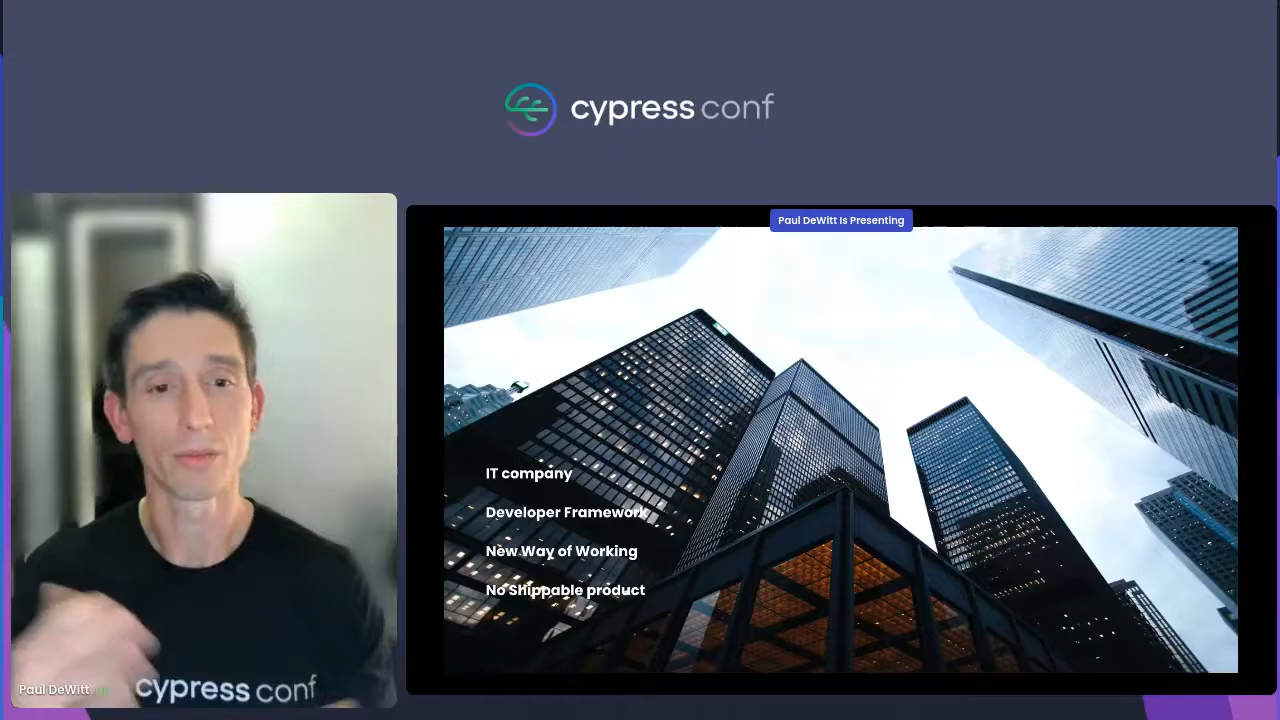 cypress conf
Paul DeWitt Is Presenting
IT company
Developer Framework
New Way of Working
No Shippable product
Paul DeWitt
cypress conf